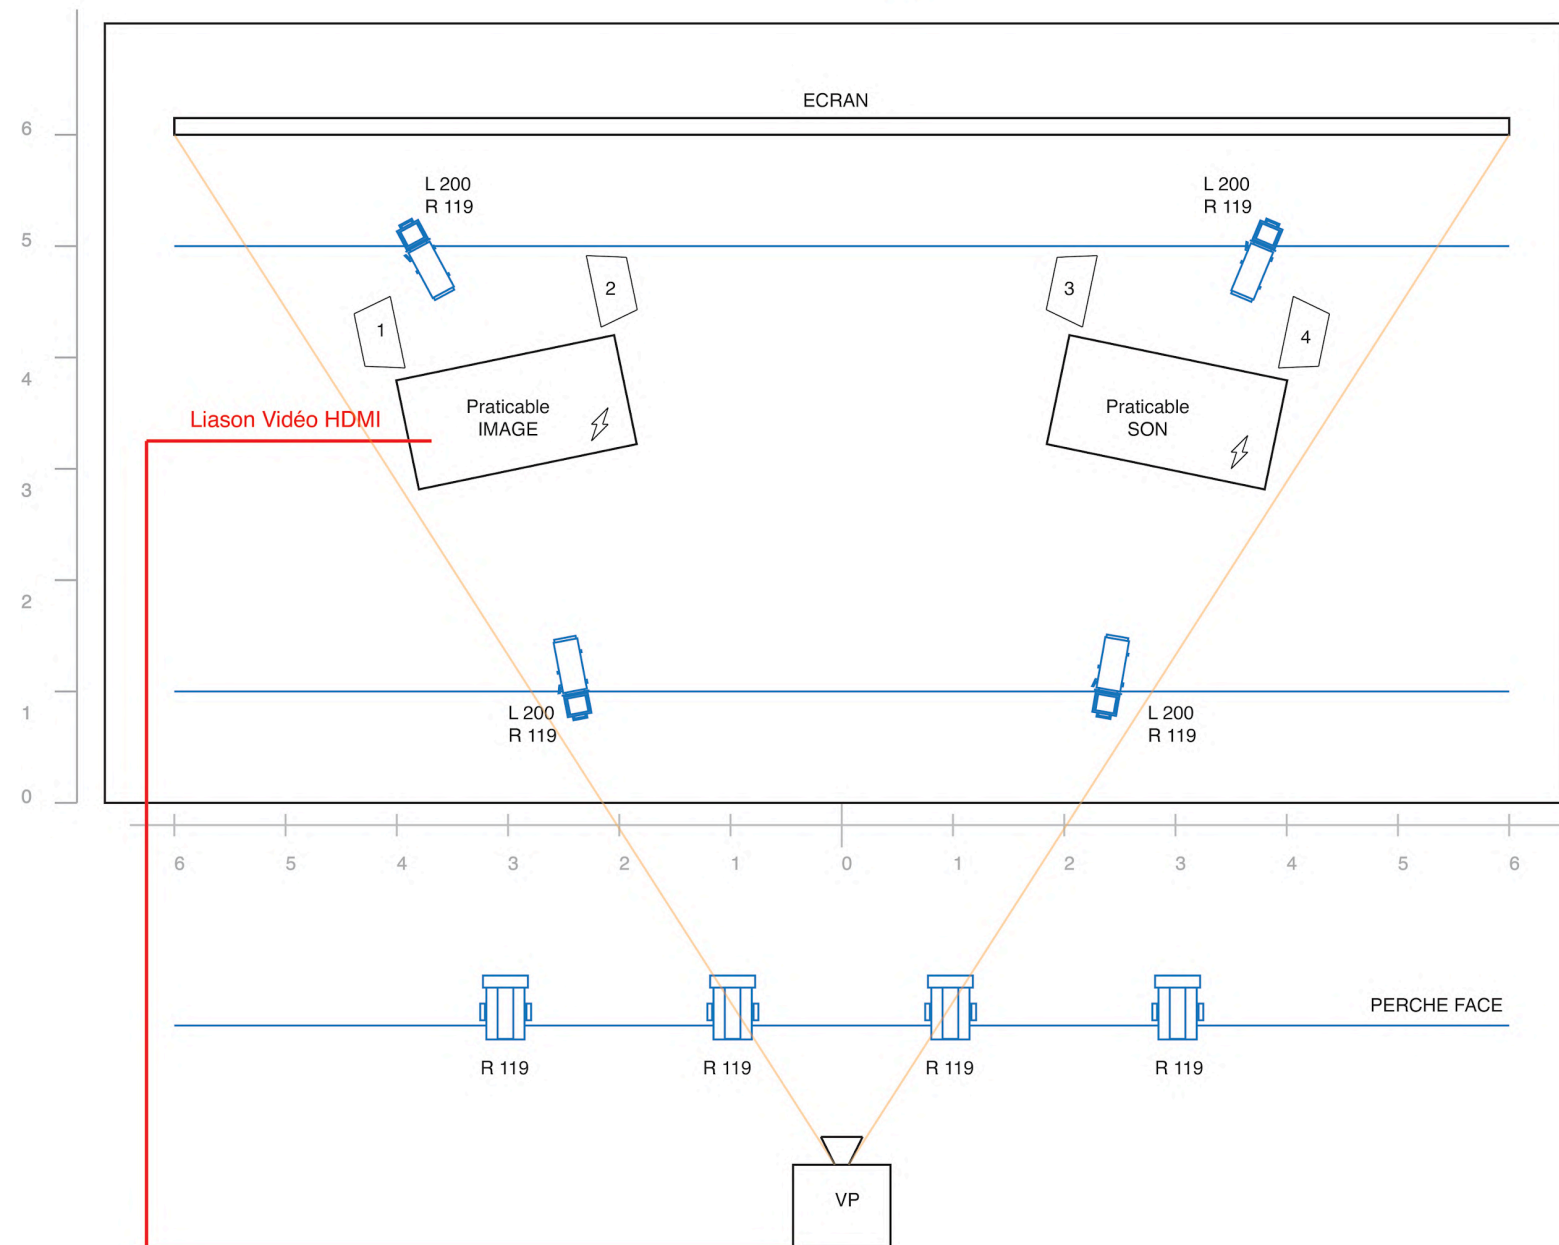 ECRAN
6
L 200
R 119
L 200
R 119
5
2
3
1
4
4
Praticable
IMAGE
Praticable
SON
Liason Vidéo HDMI
3
2
1
L 200
R 119
L 200
R 119
0
6 5 4 3 2 1 0 1 2 3 4 5 6
PERCHE FACE
R 119 R 119 R 119 R 119
VP